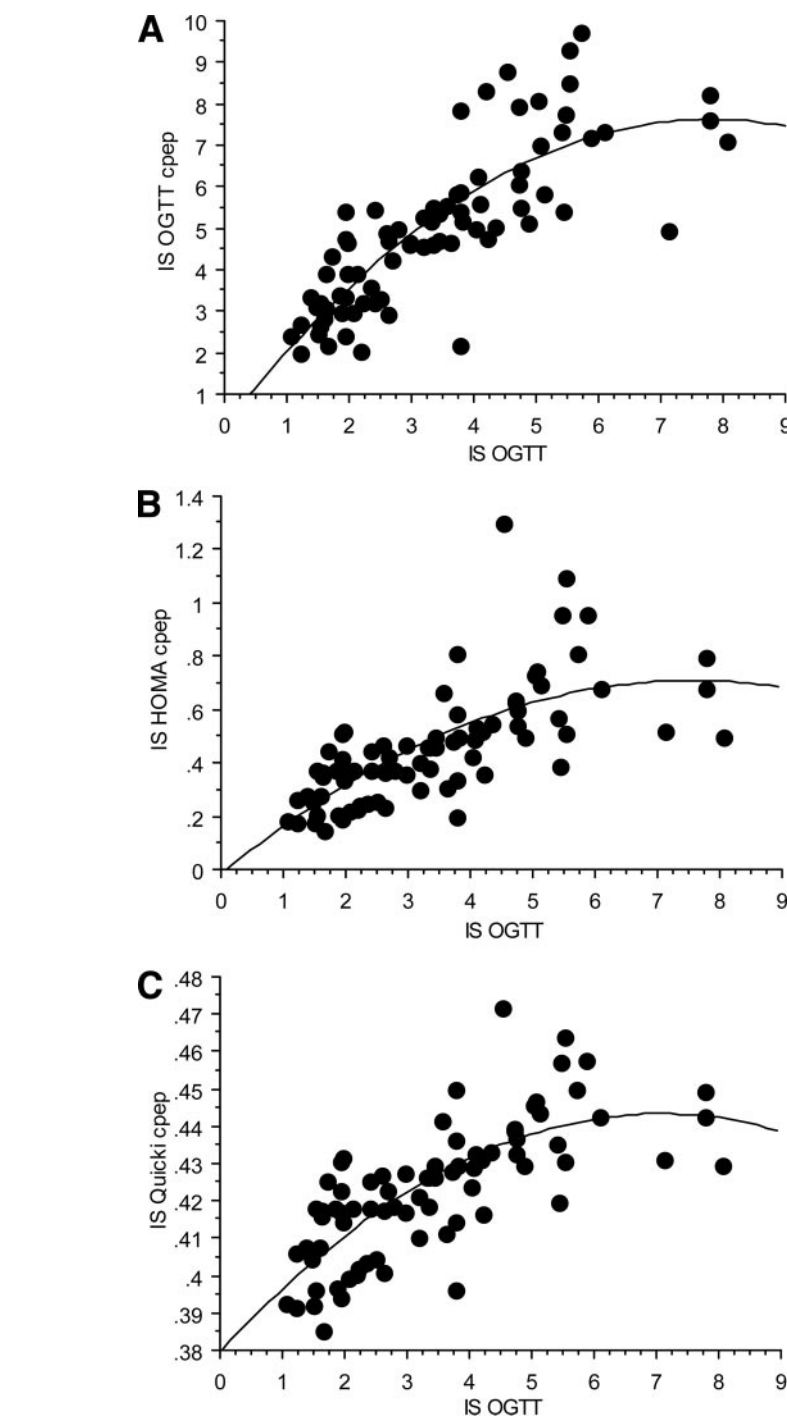 A
10
9
8
7
6
5
4
3
2
1
IS OGTT cpep
0 1 2 3 4 5 6 7 8 9
IS OGTT
B
1.4
1.2
1
.8
.6
.4
.2
0
IS HOMA cpep
0 1 2 3 4 5 6 7 8 9
IS OGTT
C
.48
.47
.46
.45
.44
.43
.42
.41
.4
.39
.38
IS Quicki cpep
0 1 2 3 4 5 6 7 8 9
IS OGTT